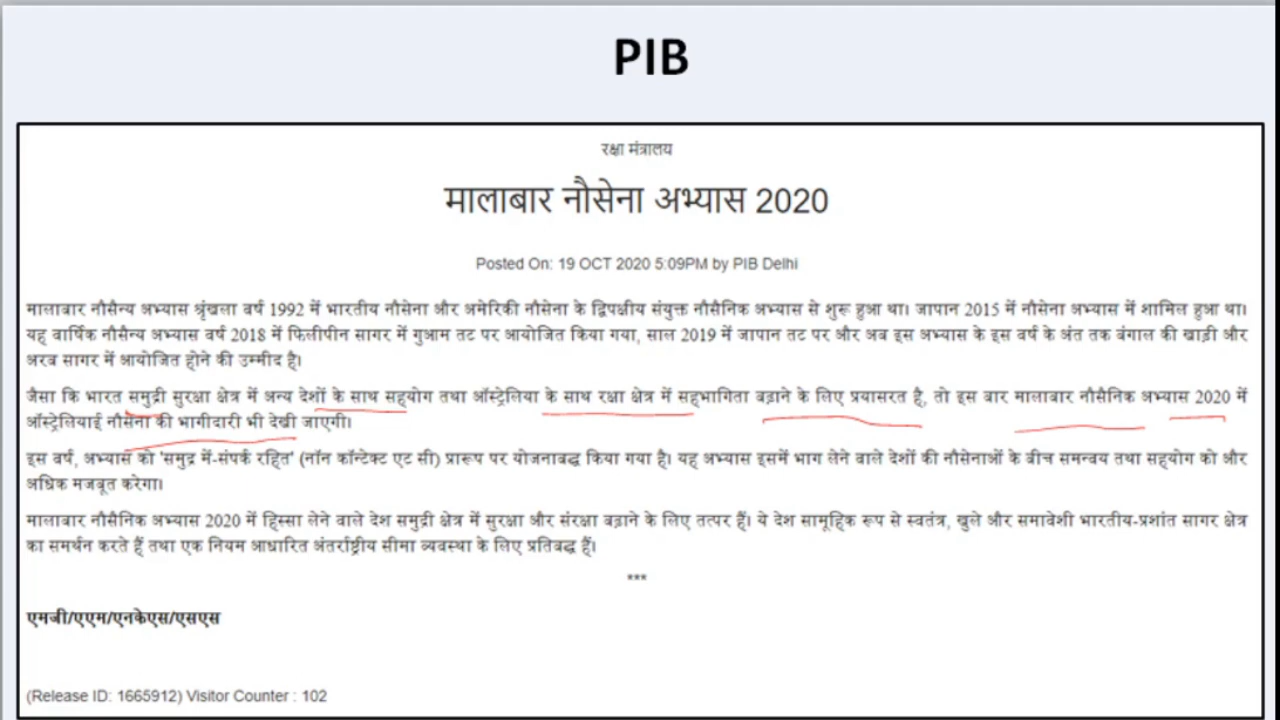 PIB
रक्षा मंत्रालय
मालाबार नौसेना अभ्यास 2020
Posted On: 19 OCT 2020 5:09PM by PIB Delhi
मालाबार नौसैन्य अभ्यास श्रृंखला वर्ष 1992 में भारतीय नौसेना और अमेरिकी नौसेना के द्विपक्षीय संयुक्त नौसैनिक अभ्यास से शुरू हुआ था। जापान 2015 में नौसेना अभ्यास में शामिल हुआ था।
यह वार्षिक नौसैन्य अभ्यास वर्ष 2018 में फिलीपीन सागर में गुआम तट पर आयोजित किया गया, साल 2019 में जापान तट पर और अब इस अभ्यास के इस वर्ष के अंत तक बंगाल की खाड़ी और
अरब सागर में आयोजित होने की उम्मीद है।
जैसा कि भारत समुद्री सुरक्षा क्षेत्र में अन्य देशों के साथ सहयोग तथा ऑस्ट्रेलिया के साथ रक्षा क्षेत्र में सहभागिता बढ़ाने के लिए प्रयासरत है, तो इस बार मालाबार नौसैनिक अभ्यास 2020 में
ऑस्ट्रेलियाई नौसेना की भागीदारी भी देखी जाएगी।
इस वर्ष, अभ्यास को 'समुद्र में-संपर्क रहित' (नॉन कॉन्टेक्ट एट सी) प्रारूप पर योजनाबद्ध किया गया है। यह अभ्यास इसमें भाग लेने वाले देशों की नौसेनाओं के बीच समन्वय तथा सहयोग को और
अधिक मजबूत करेगा।
मालाबार नौसैनिक अभ्यास 2020 में हिस्सा लेने वाले देश समुद्री क्षेत्र में सुरक्षा और संरक्षा बढ़ाने के लिए तत्पर हैं। ये देश सामूहिक रूप से स्वतंत्र, खुले और समावेशी भारतीय-प्रशांत सागर क्षेत्र
का समर्थन करते हैं तथा एक नियम आधारित अंतर्राष्ट्रीय सीमा व्यवस्था के लिए प्रतिबद्ध हैं।
***
एमजी/एएम/एनकेएस/एसएस
(Release ID: 1665912) Visitor Counter : 102